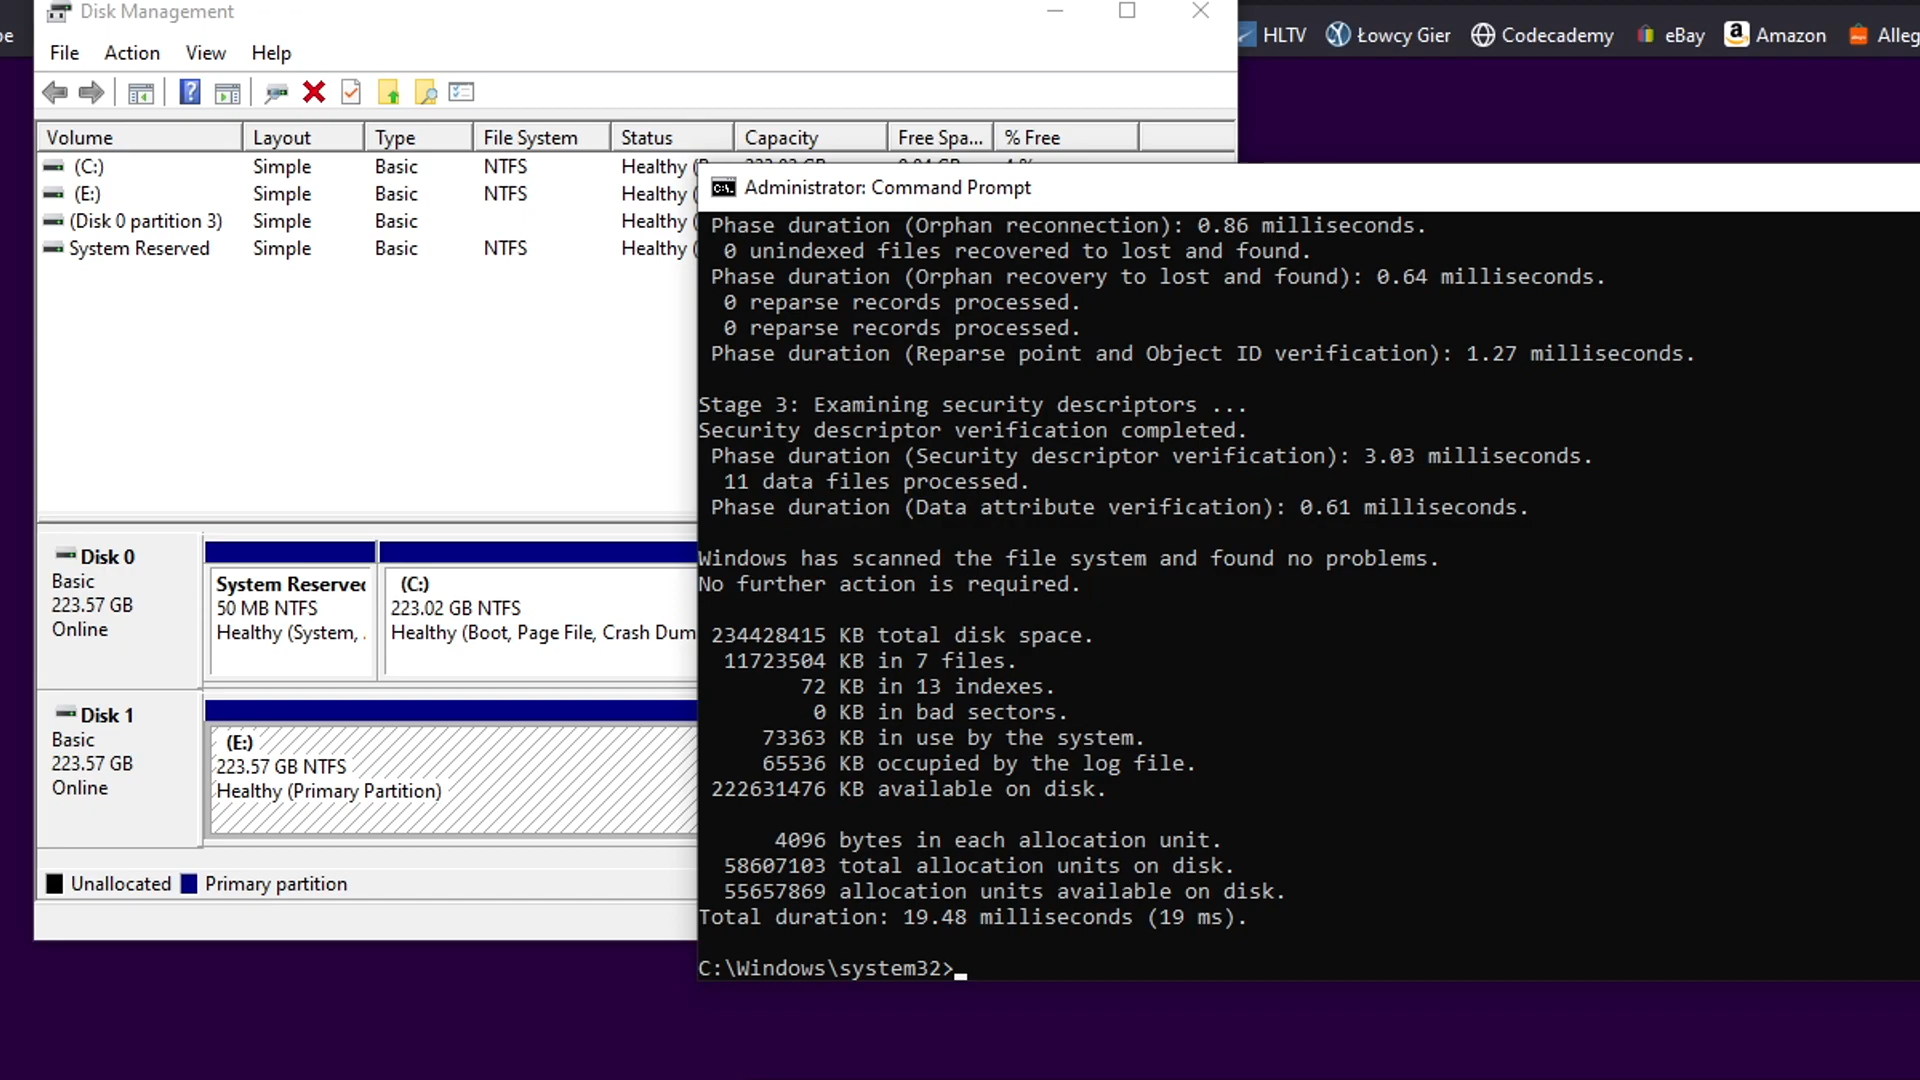 Disk Management
HLTV Łowcy Gier Codecademy eBay Amazon Alleg
File Action View Help
Volume Layout Type File System Status Capacity Free Spa... % Free
(C:) Simple Basic NTFS Healthy (
(E:) Simple Basic NTFS Healthy (
(Disk 0 partition 3) Simple Basic Healthy (
System Reserved Simple Basic NTFS Healthy (
Disk 0
Basic
223.57 GB
Online
System Reserved
50 MB NTFS
Healthy (System, .
(C:)
223.02 GB NTFS
Healthy (Boot, Page File, Crash Dum
Disk 1
Basic
223.57 GB
Online
(E:)
223.57 GB NTFS
Healthy (Primary Partition)
Unallocated Primary partition
Administrator: Command Prompt
Phase duration (Orphan reconnection): 0.86 milliseconds.
0 unindexed files recovered to lost and found.
Phase duration (Orphan recovery to lost and found): 0.64 milliseconds.
0 reparse records processed.
0 reparse records processed.
Phase duration (Reparse point and Object ID verification): 1.27 milliseconds.
Stage 3: Examining security descriptors ...
Security descriptor verification completed.
Phase duration (Security descriptor verification): 3.03 milliseconds.
11 data files processed.
Phase duration (Data attribute verification): 0.61 milliseconds.
Windows has scanned the file system and found no problems.
No further action is required.
234428415 KB total disk space.
11723504 KB in 7 files.
72 KB in 13 indexes.
0 KB in bad sectors.
73363 KB in use by the system.
65536 KB occupied by the log file.
222631476 KB available on disk.
4096 bytes in each allocation unit.
58607103 total allocation units on disk.
55657869 allocation units available on disk.
Total duration: 19.48 milliseconds (19 ms).
C:\Windows\system32>